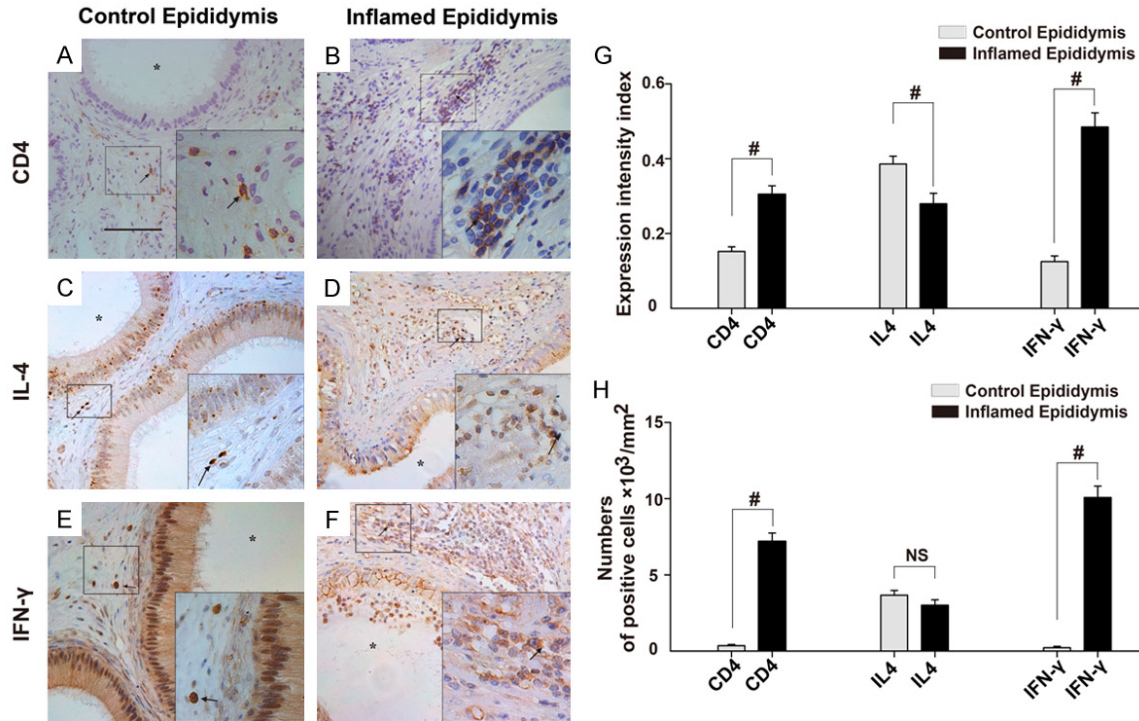 Control Epididymis
Inflamed Epididymis
CD4
A
*
B
IL-4
C
*
D
*
IFN-γ
E
*
F
*
G
Control Epididymis
Inflamed Epididymis
Expression intensity index
0.6
0.4
0.2
0
#
#
#
CD4
CD4
IL4
IL4
IFN-γ
IFN-γ
H
Control Epididymis
Inflamed Epididymis
Numbers
of positive cells ×10³/mm²
15
10
5
0
#
NS
#
CD4
CD4
IL4
IL4
IFN-γ
IFN-γ